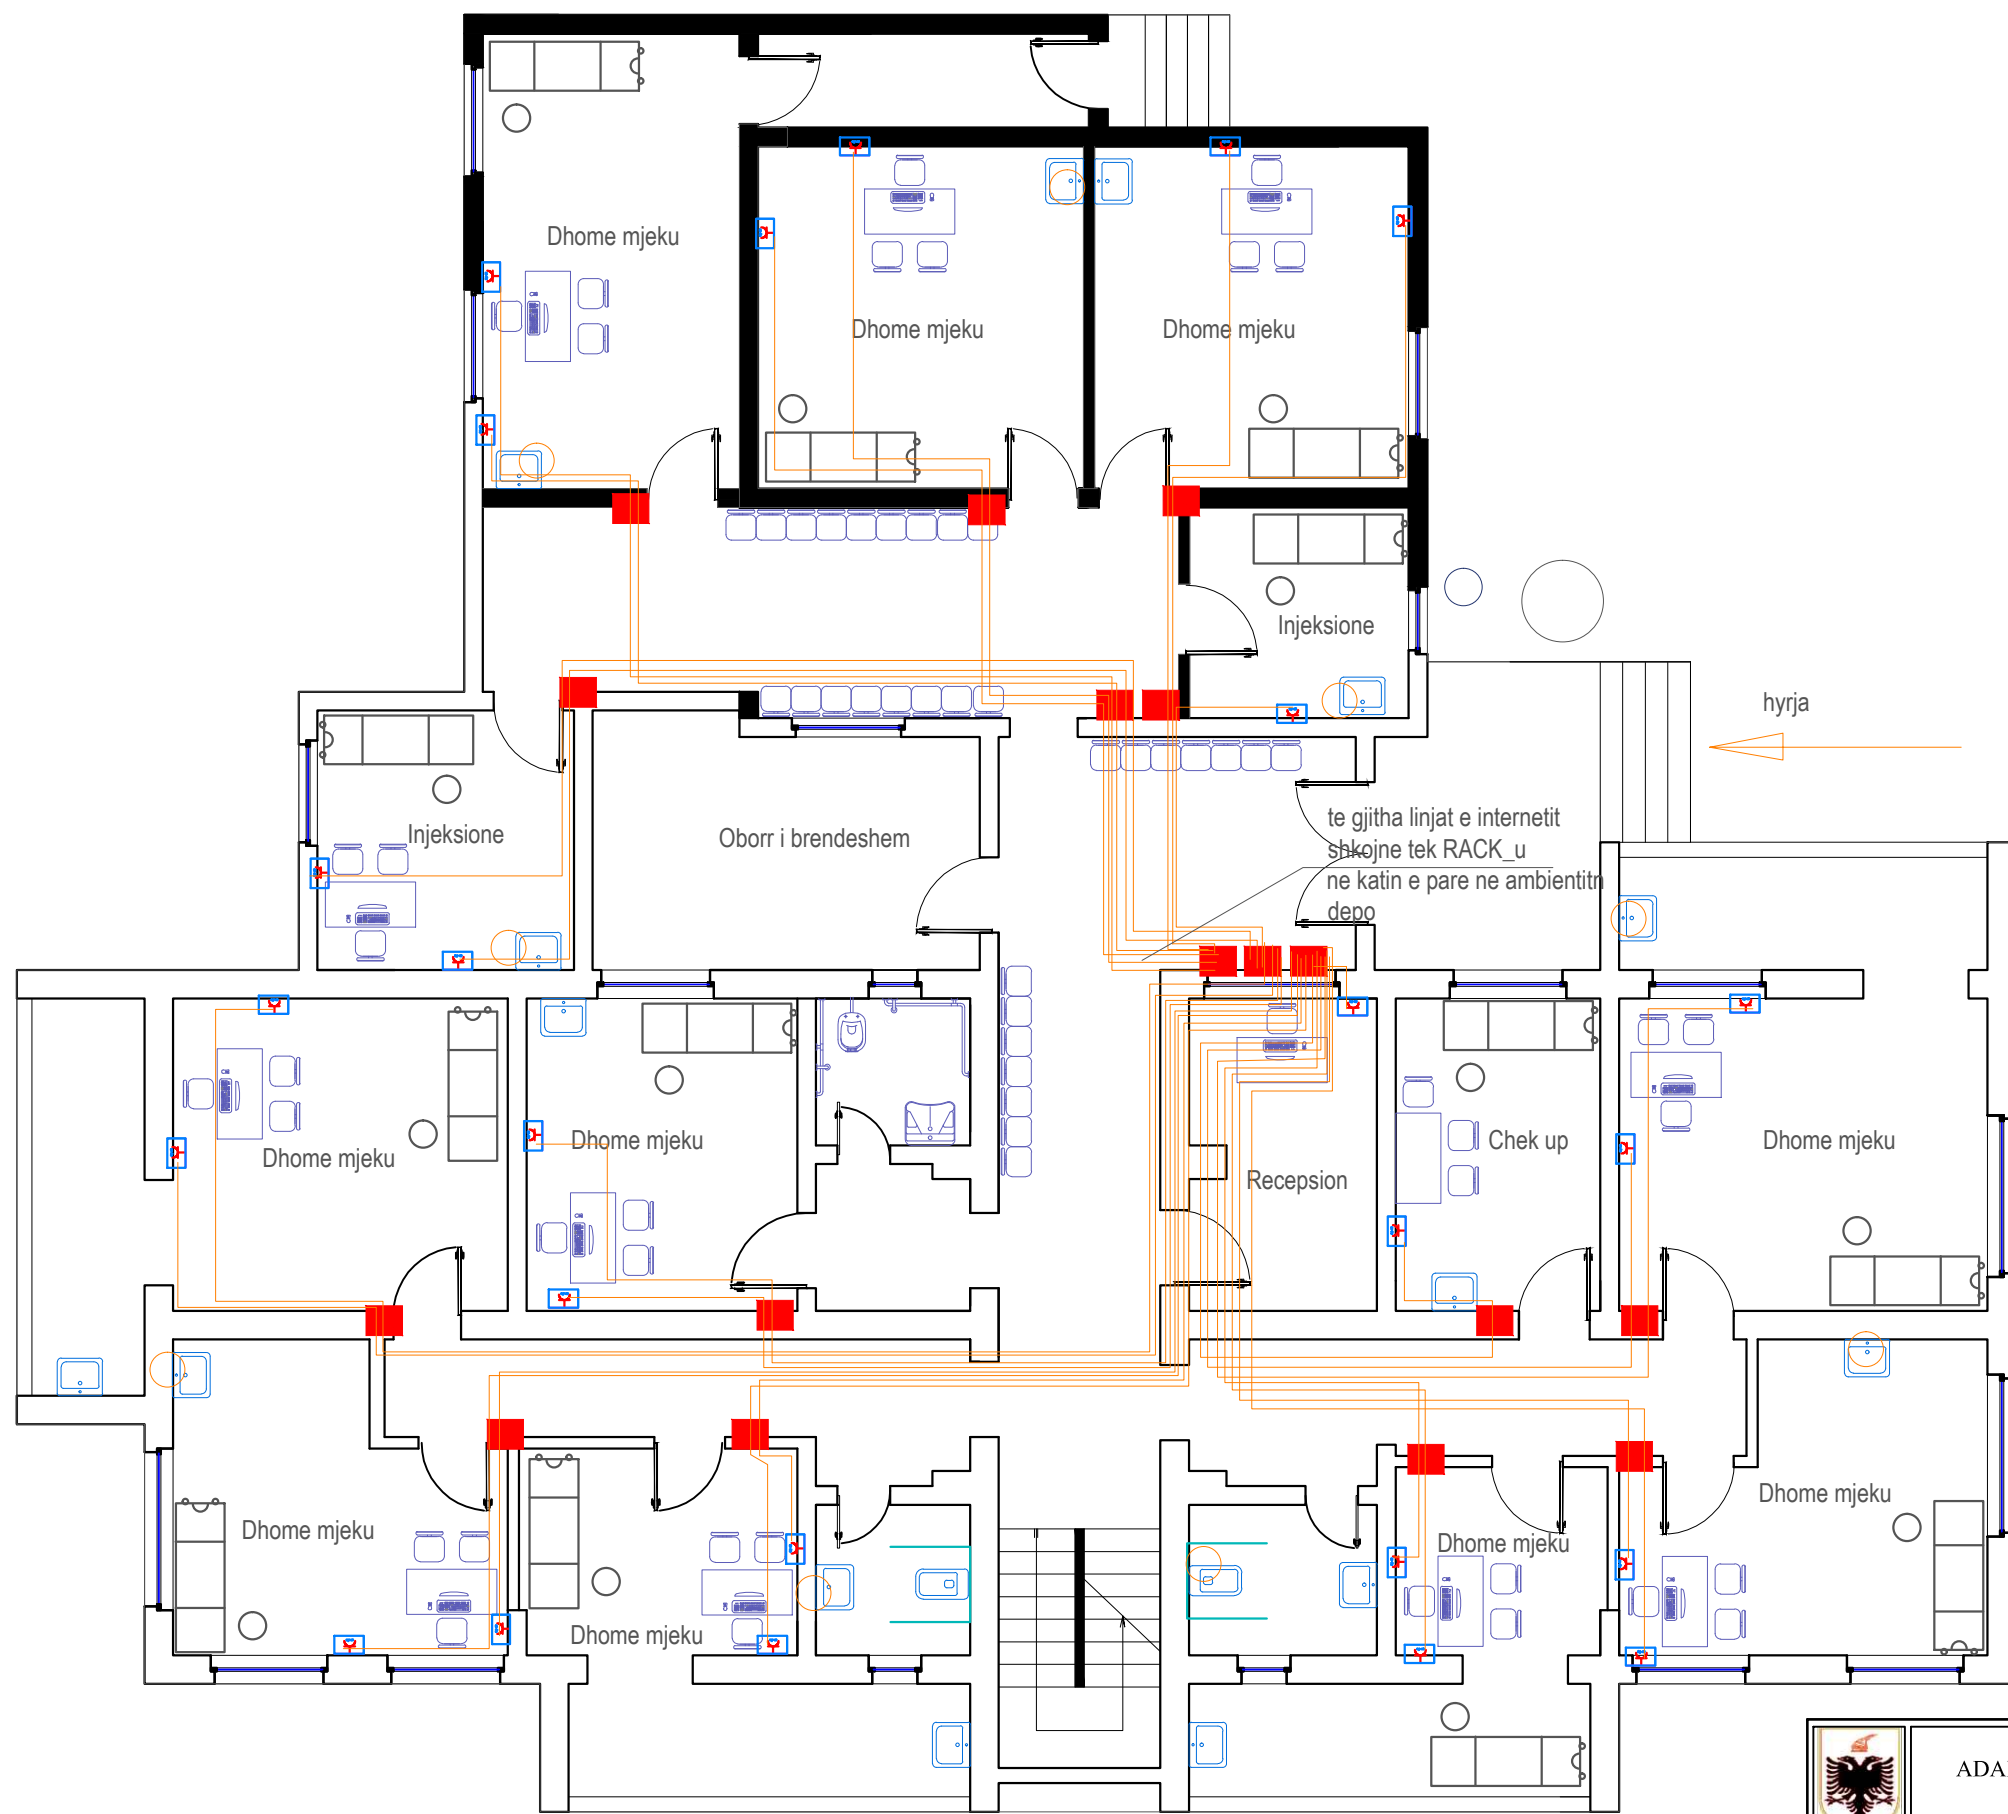 Dhome mjeku
Dhome mjeku
Dhome mjeku
Injeksione
hyrja
te gjitha linjat e internetit
shkojne tek RACK_u
ne katin e pare ne ambientitn
depo
Injeksione
Oborr i brendeshem
Dhome mjeku
Dhome mjeku
Recepsion
Chek up
Dhome mjeku
Dhome mjeku
Dhome mjeku
Dhome mjeku
Dhome mjeku
ADA